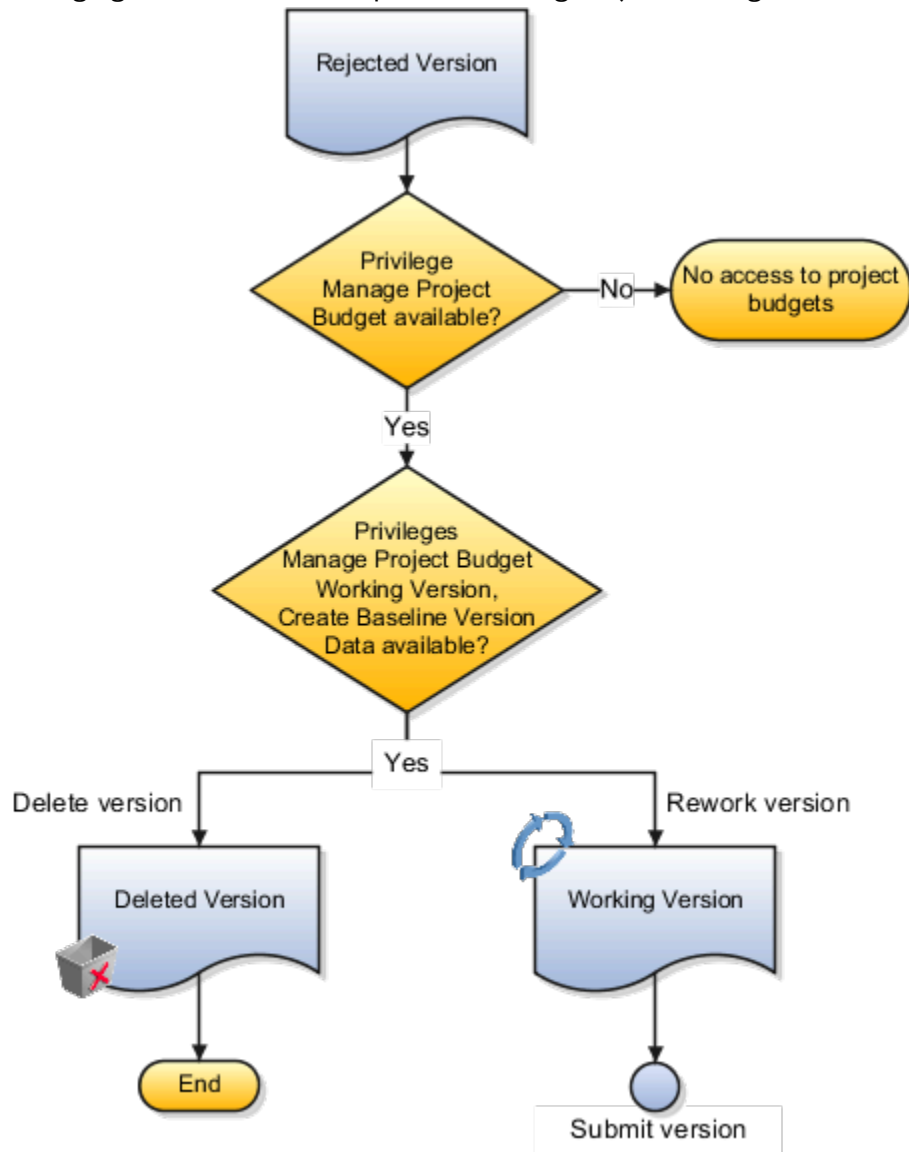 Rejected Version
Privilege
Manage Project
Budget available?
No
No access to project
budgets
Yes
Privileges
Manage Project Budget
Working Version,
Create Baseline Version
Data available?
Yes
Delete version
Rework version
Deleted Version
Working Version
End
Submit version